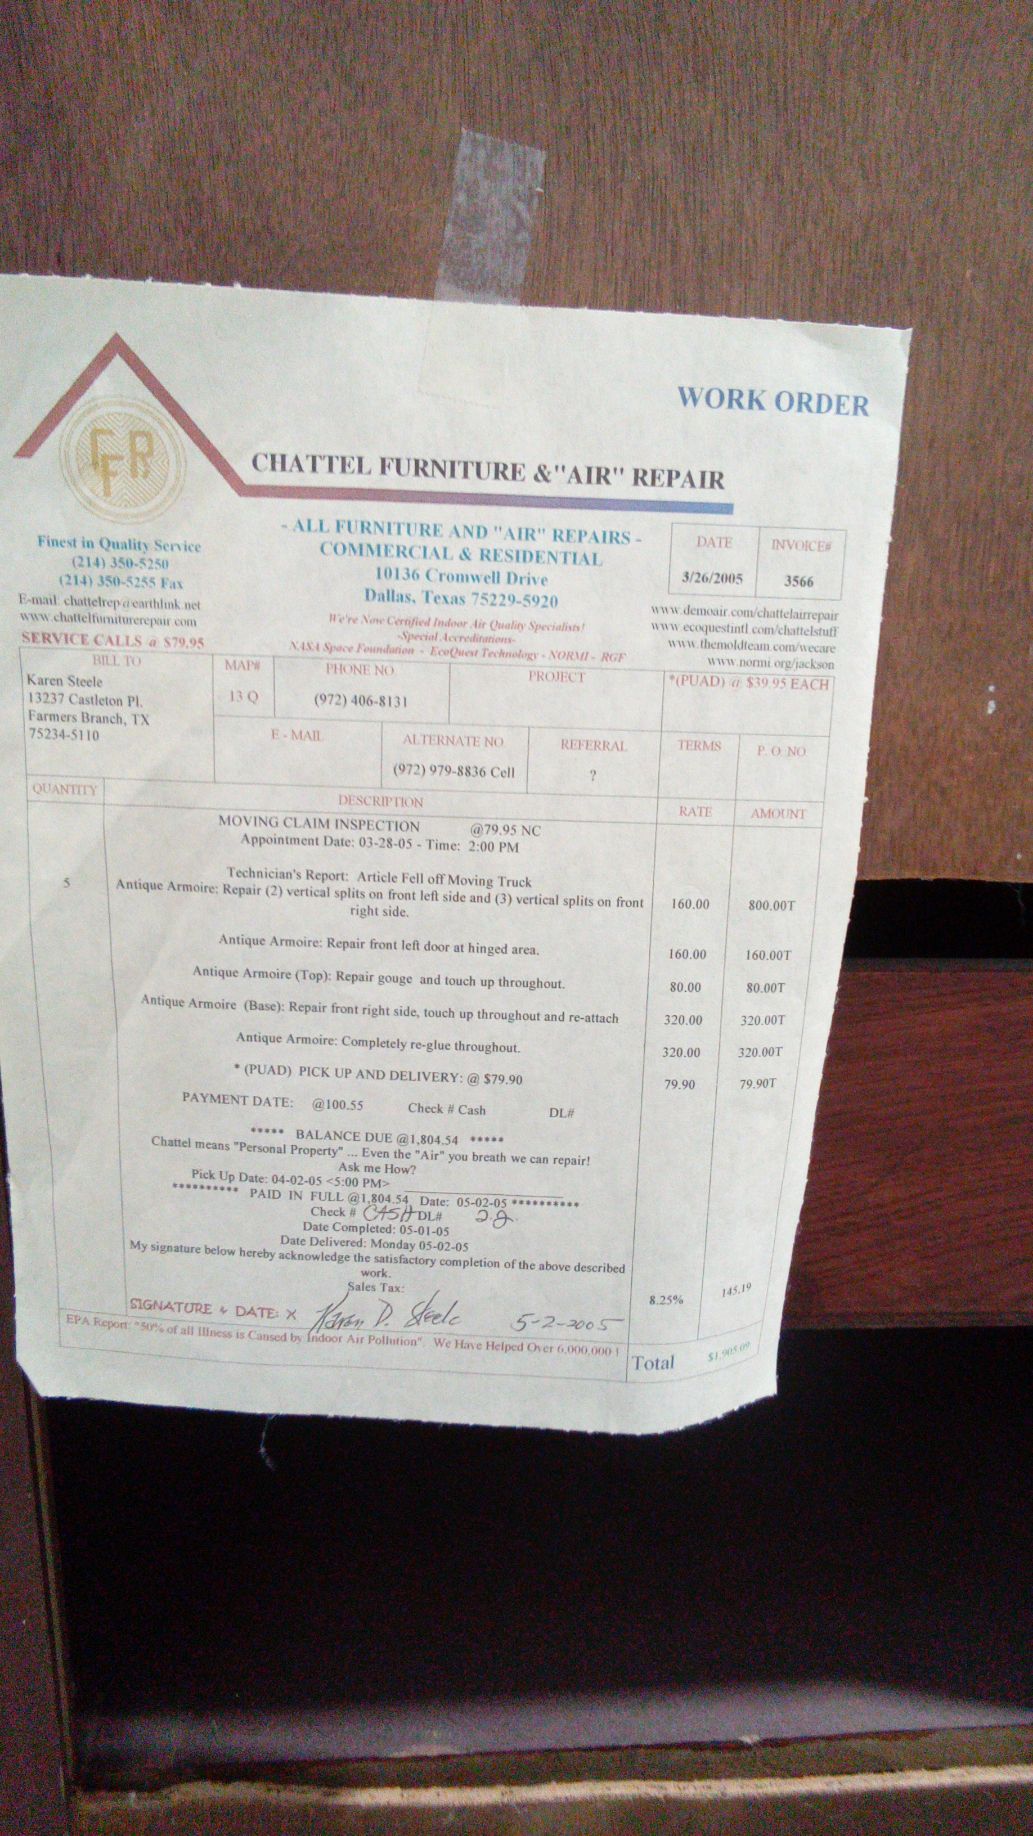 WORK ORDER
CFR
CHATTEL FURNITURE &"AIR" REPAIR
Finest in Quality Service
(214) 350-5250
(214) 350-5255 Fax
E-mail: chattelrep@earthlink.net
www.chattelfurniturerepair.com
SERVICE CALLS @ $79.95
- ALL FURNITURE AND "AIR" REPAIRS -
COMMERCIAL & RESIDENTIAL
10136 Cromwell Drive
Dallas, Texas 75229-5920
We're Now Certified Indoor Air Quality Specialists!
-Special Accreditations-
NASA Space Foundation - EcoQuest Technology - NORMI - RGF
DATE INVOICE#
3/26/2005 3566
www.demoair.com/chattelairrepair
www.ecoquestintl.com/chattelstuff
www.themoldteam.com/wecare
www.normi.org/jackson
BILL TO MAP# PHONE NO PROJECT *(PUAD) @ $39.95 EACH
Karen Steele
13237 Castleton Pl.
Farmers Branch, TX
75234-5110
13 Q (972) 406-8131
E - MAIL ALTERNATE NO REFERRAL TERMS P. O. NO
(972) 979-8836 Cell ?
QUANTITY DESCRIPTION RATE AMOUNT
MOVING CLAIM INSPECTION @79.95 NC
Appointment Date: 03-28-05 - Time: 2:00 PM
Technician's Report: Article Fell off Moving Truck
5 Antique Armoire: Repair (2) vertical splits on front left side and (3) vertical splits on front 160.00 800.00T
right side.
Antique Armoire: Repair front left door at hinged area. 160.00 160.00T
Antique Armoire (Top): Repair gouge and touch up throughout. 80.00 80.00T
Antique Armoire (Base): Repair front right side, touch up throughout and re-attach 320.00 320.00T
Antique Armoire: Completely re-glue throughout. 320.00 320.00T
* (PUAD) PICK UP AND DELIVERY: @ $79.90 79.90 79.90T
PAYMENT DATE: @100.55 Check # Cash DL#
***** BALANCE DUE @1,804.54 *****
Chattel means "Personal Property" ... Even the "Air" you breath we can repair!
Ask me How?
Pick Up Date: 04-02-05 <5:00 PM>
********** PAID IN FULL @1,804.54 Date: 05-02-05 **********
Check # CASH DL#
Date Completed: 05-01-05
Date Delivered: Monday 05-02-05
My signature below hereby acknowledge the satisfactory completion of the above described
work.
Sales Tax: 8.25% 145.19
SIGNATURE & DATE: X Karen D. Steele 5-2-2005
EPA Report: "50% of all Illness is Caused by Indoor Air Pollution". We Have Helped Over 6,000,000 !
Total $1,905.09